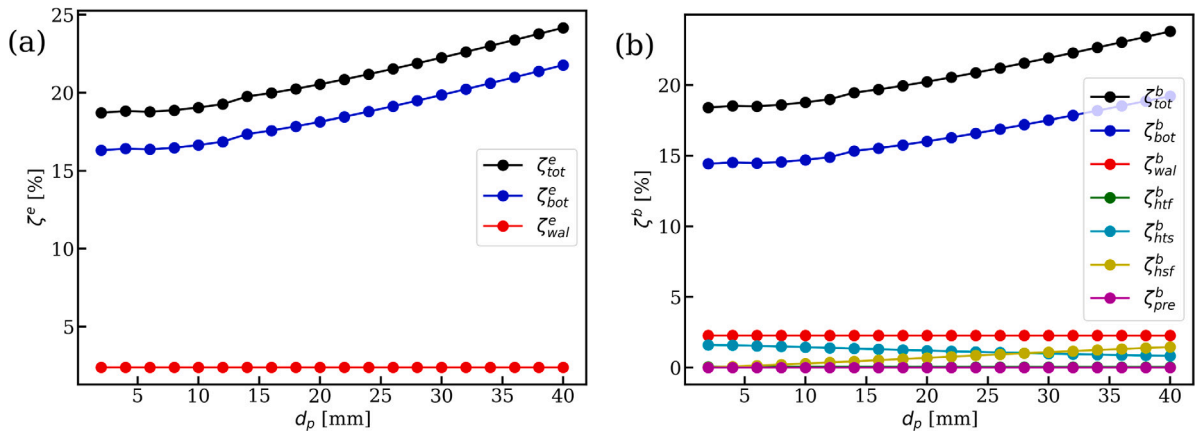 (a)
25
20
15
10
5
ζ^e [%]
ζ^e_tot
ζ^e_bot
ζ^e_wal
5 10 15 20 25 30 35 40
d_p [mm]
(b)
20
15
10
5
0
ζ^b [%]
ζ^b_tot
ζ^b_bot
ζ^b_wal
ζ^b_htf
ζ^b_hts
ζ^b_hsf
ζ^b_pre
5 10 15 20 25 30 35 40
d_p [mm]